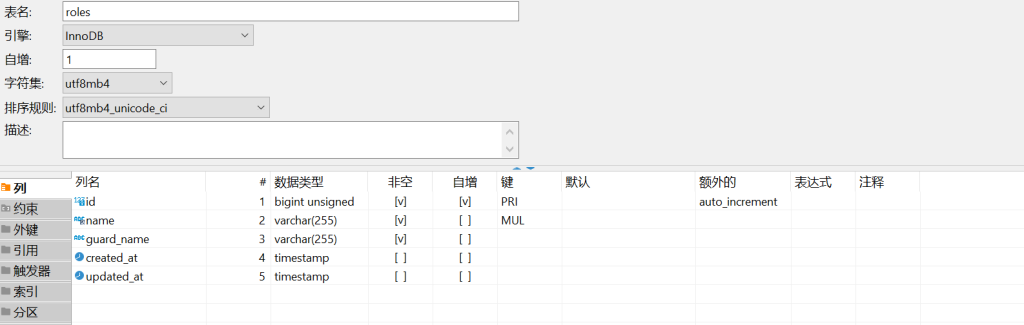 表名: roles
引擎: InnoDB
自增: 1
字符集: utf8mb4
排序规则: utf8mb4_unicode_ci
描述:
列
约束
外键
引用
触发器
索引
分区
列名 # 数据类型 非空 自增 键 默认 额外的 表达式 注释
123 id 1 bigint unsigned [v] [v] PRI auto_increment
ABC name 2 varchar(255) [v] [ ] MUL
ABC guard_name 3 varchar(255) [v] [ ]
created_at 4 timestamp [ ] [ ]
updated_at 5 timestamp [ ] [ ]